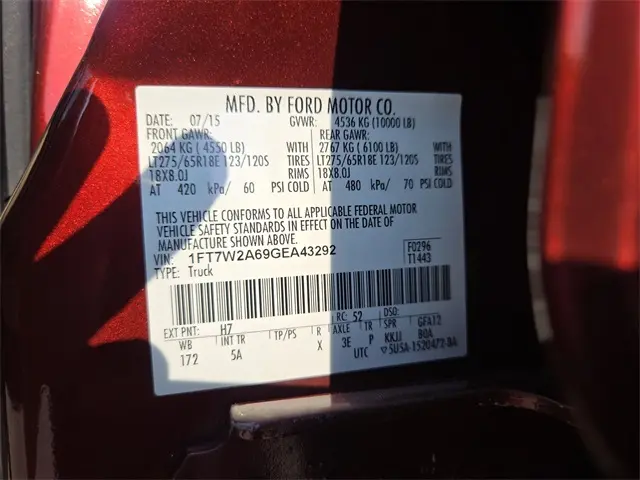 MFD. BY FORD MOTOR CO.
DATE: 07/15 GVWR: 4536 KG (10000 LB)
FRONT GAWR: REAR GAWR:
2064 KG ( 4550 LB) WITH 2767 KG ( 6100 LB) WITH
LT275/65R18E 123/120S TIRES LT275/65R18E 123/120S TIRES
18X8.0J RIMS 18X8.0J RIMS
AT 420 kPa/ 60 PSI COLD AT 480 kPa/ 70 PSI COLD
THIS VEHICLE CONFORMS TO ALL APPLICABLE FEDERAL MOTOR
VEHICLE SAFETY STANDARDS IN EFFECT ON THE DATE OF
MANUFACTURE SHOWN ABOVE.
VIN: 1FT7W2A69GEA43292 F0296
TYPE: Truck T1443
EXT PNT: H7 RC: 52 DSO:
WB INT TR TP/PS R AXLE TR SPR GFA12
172 5A X 3E P KKJJ BOA
UTC ▽SUSA-1520472-BA